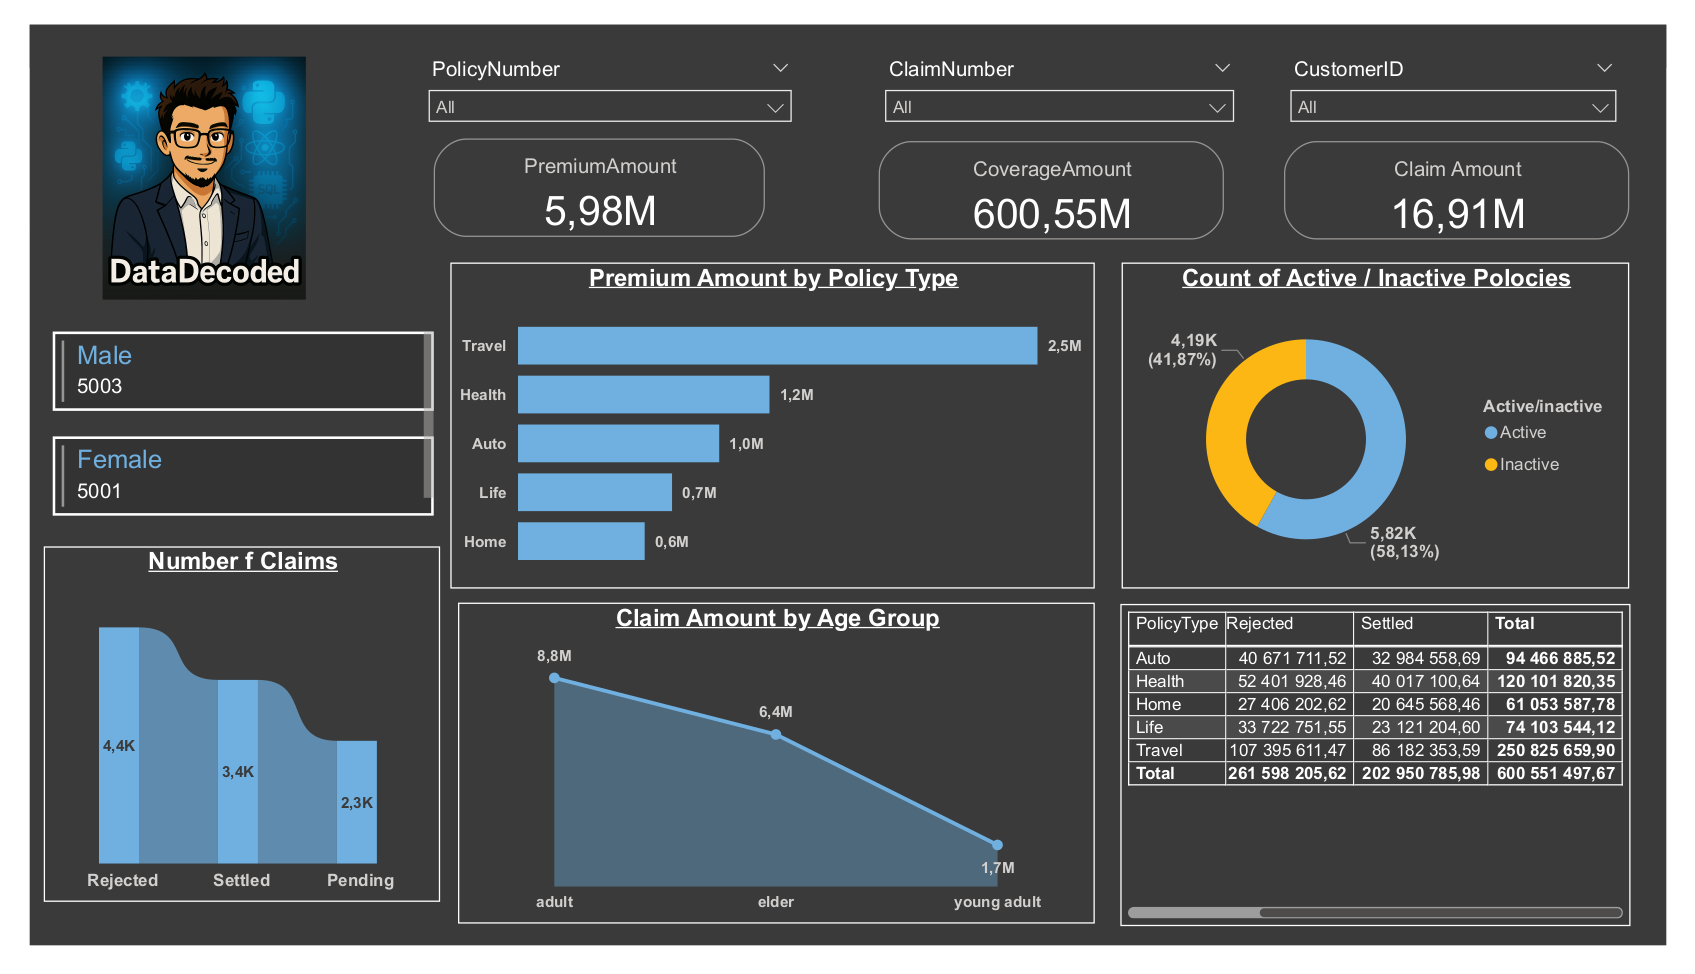 PolicyNumber
All
ClaimNumber
All
CustomerID
All
PremiumAmount
5,98M
CoverageAmount
600,55M
Claim Amount
16,91M
SQL
DataDecoded
Male
5003
Female
5001
Premium Amount by Policy Type
Travel 2,5M
Health 1,2M
Auto 1,0M
Life 0,7M
Home 0,6M
Count of Active / Inactive Polocies
4,19K
(41,87%)
5,82K
(58,13%)
Active/inactive
Active
Inactive
Number f Claims
4,4K
3,4K
2,3K
Rejected Settled Pending
Claim Amount by Age Group
8,8M
6,4M
1,7M
adult elder young adult
PolicyType Rejected Settled Total
Auto 40 671 711,52 32 984 558,69 94 466 885,52
Health 52 401 928,46 40 017 100,64 120 101 820,35
Home 27 406 202,62 20 645 568,46 61 053 587,78
Life 33 722 751,55 23 121 204,60 74 103 544,12
Travel 107 395 611,47 86 182 353,59 250 825 659,90
Total 261 598 205,62 202 950 785,98 600 551 497,67